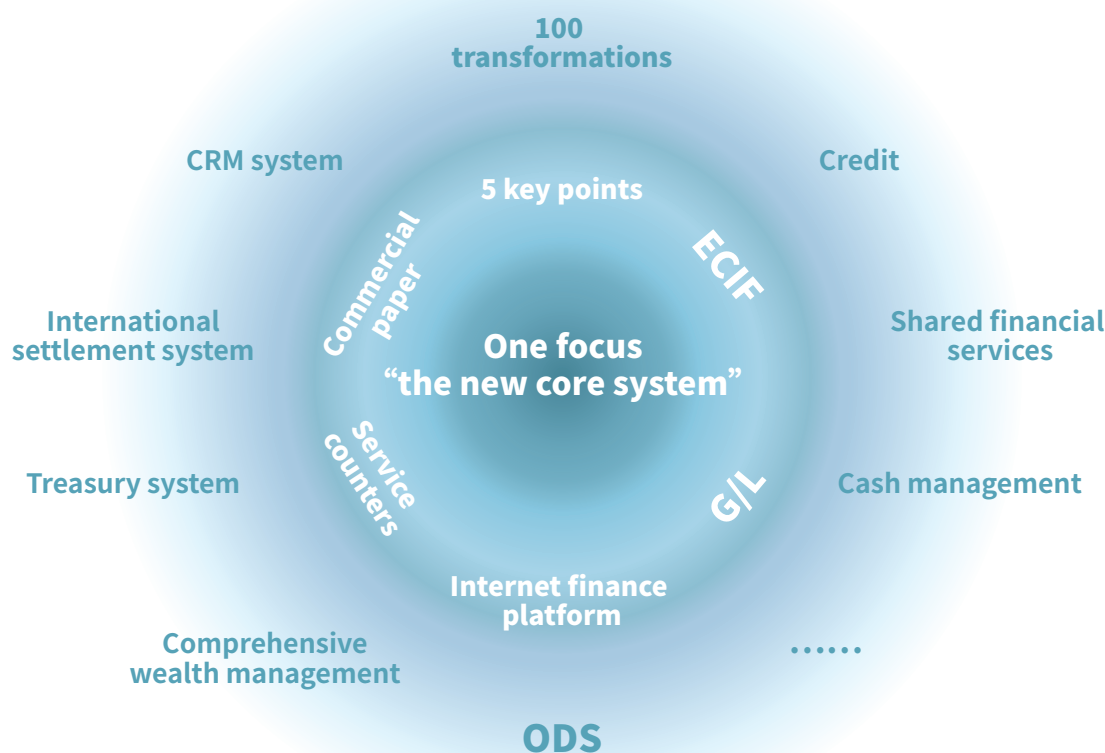 100
transformations
CRM system
Credit
5 key points
Commercial
paper
ECIF
International
settlement system
Shared financial
services
One focus
“the new core system”
Service
counters
G/L
Treasury system
Cash management
Internet finance
platform
Comprehensive
wealth management
......
ODS